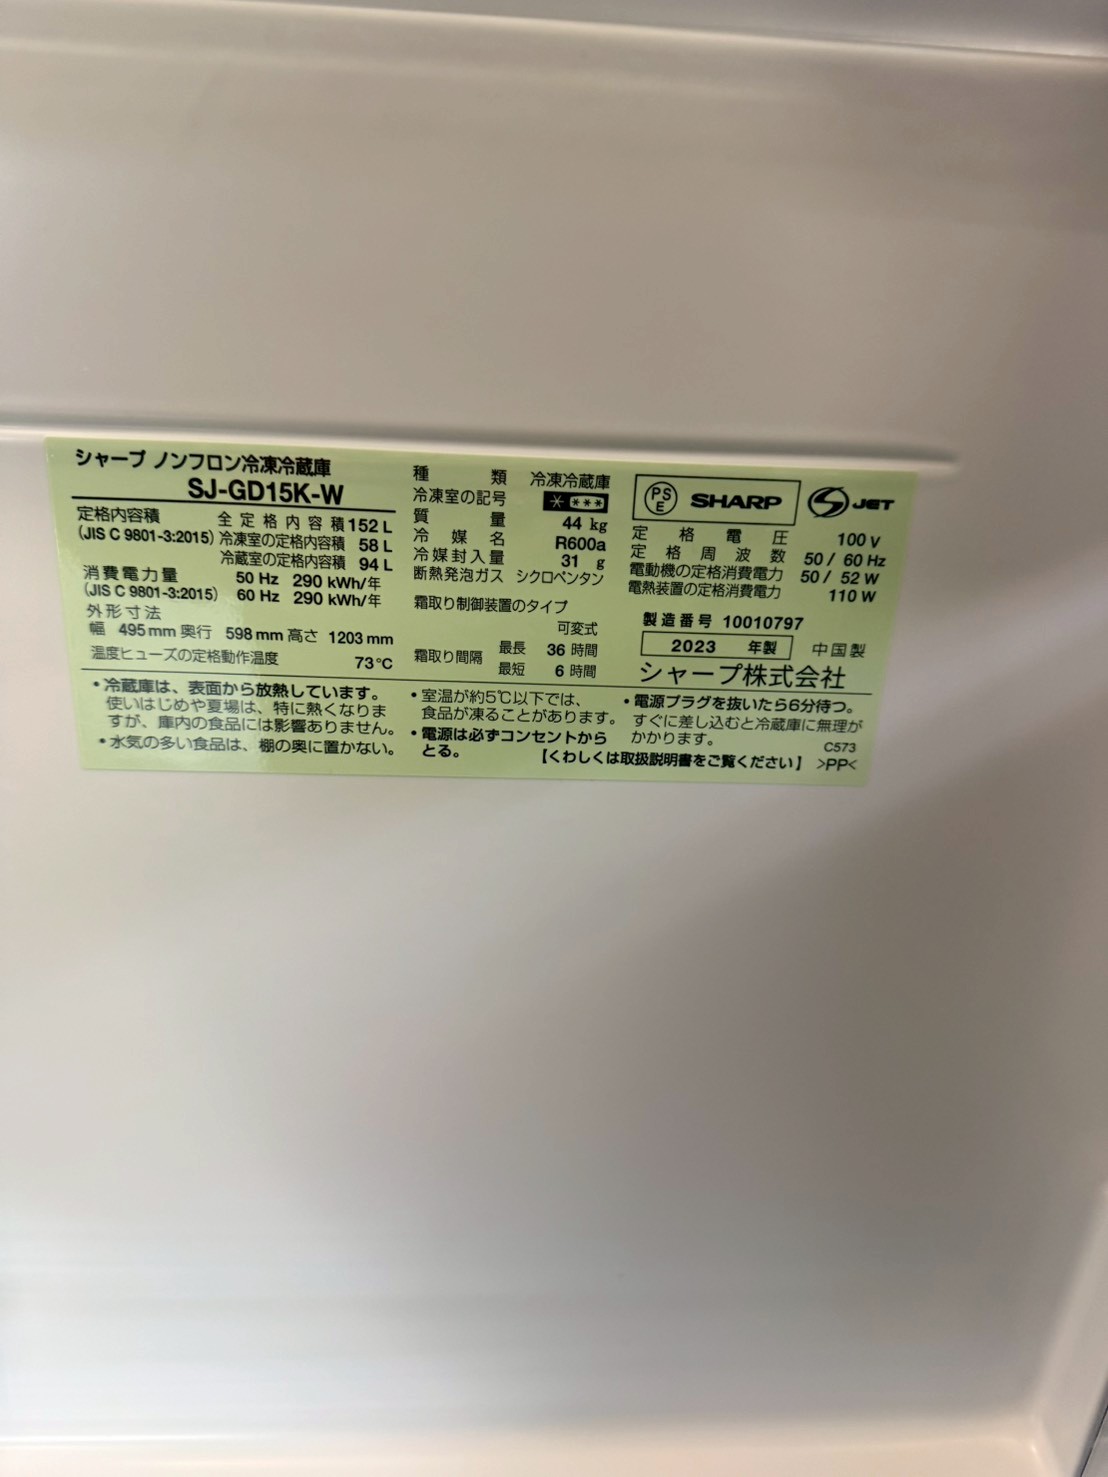 シャープ ノンフロン冷凍冷蔵庫
SJ-GD15K-W
定格内容積
(JIS C 9801-3:2015)
全定格内容積 152 L
冷凍室の定格内容積 58 L
冷蔵室の定格内容積 94 L
消費電力量
(JIS C 9801-3:2015)
50 Hz 290 kWh/年
60 Hz 290 kWh/年
外形寸法
幅 495 mm 奥行 598 mm 高さ 1203 mm
温度ヒューズの定格動作温度 73℃
種類 冷凍冷蔵庫
冷凍室の記号 * ***
質量 44 kg
冷媒名 R600a
冷媒封入量 31 g
断熱発泡ガス シクロペンタン
霜取り制御装置のタイプ
可変式
霜取り間隔
最長 36 時間
最短 6 時間
PSE SHARP
S JET
定格電圧 100 V
定格周波数 50 / 60 Hz
電動機の定格消費電力 50 / 52 W
電熱装置の定格消費電力 110 W
製造番号 10010797
2023 年製 中国製
シャープ株式会社
・冷蔵庫は、表面から放熱しています。
使いはじめや夏場は、特に熱くなりま
すが、庫内の食品には影響ありません。
・水気の多い食品は、棚の奥に置かない。
・室温が約5℃以下では、
食品が凍ることがあります。
・電源は必ずコンセントから
とる。
・電源プラグを抜いたら6分待つ。
すぐに差し込むと冷蔵庫に無理が
かかります。
C573
【くわしくは取扱説明書をご覧ください】 >PP<